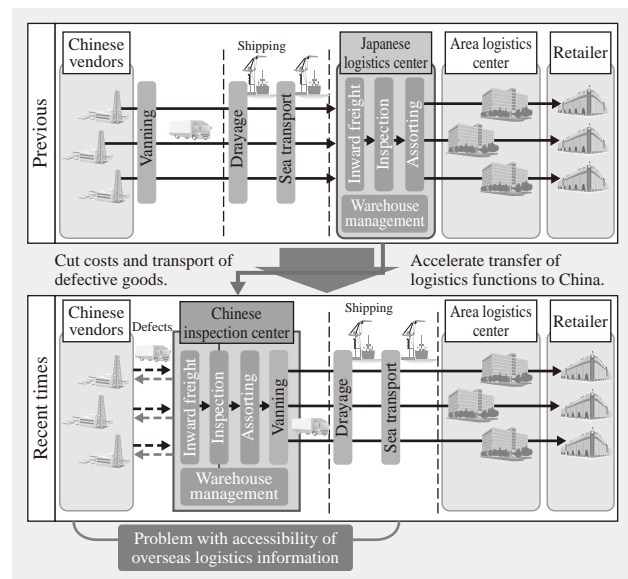 Previous
Chinese
vendors
Vanning
Shipping
Drayage
Sea transport
Japanese
logistics center
Inward freight
Inspection
Assorting
Warehouse
management
Area logistics
center
Retailer
Cut costs and transport of
defective goods.
Accelerate transfer of
logistics functions to China.
Recent times
Chinese
vendors
Defects
Chinese
inspection center
Inward freight
Inspection
Assorting
Vanning
Warehouse
management
Shipping
Drayage
Sea transport
Area logistics
center
Retailer
Problem with accessibility of
overseas logistics information